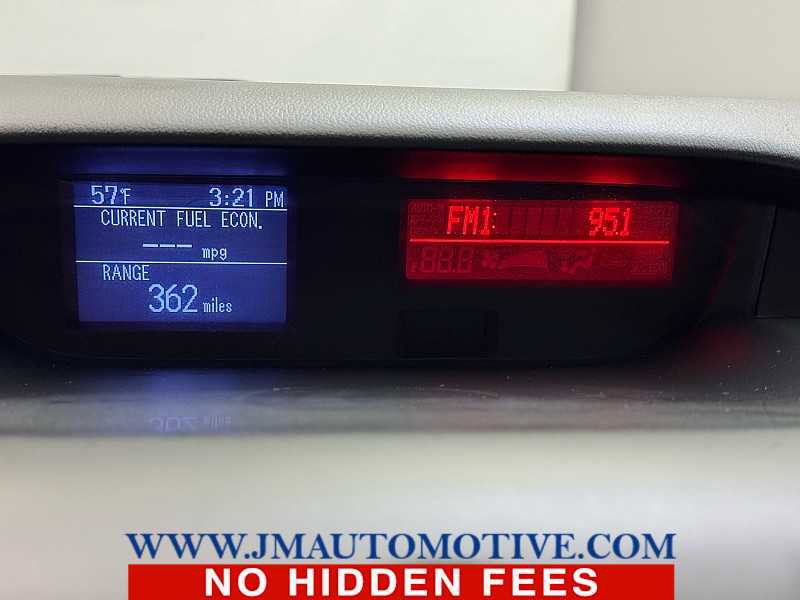 57°F 3:21 PM
CURRENT FUEL ECON.
--- mpg
RANGE
362 miles
FM1 95.1
WWW.JMAUTOMOTIVE.COM
NO HIDDEN FEES